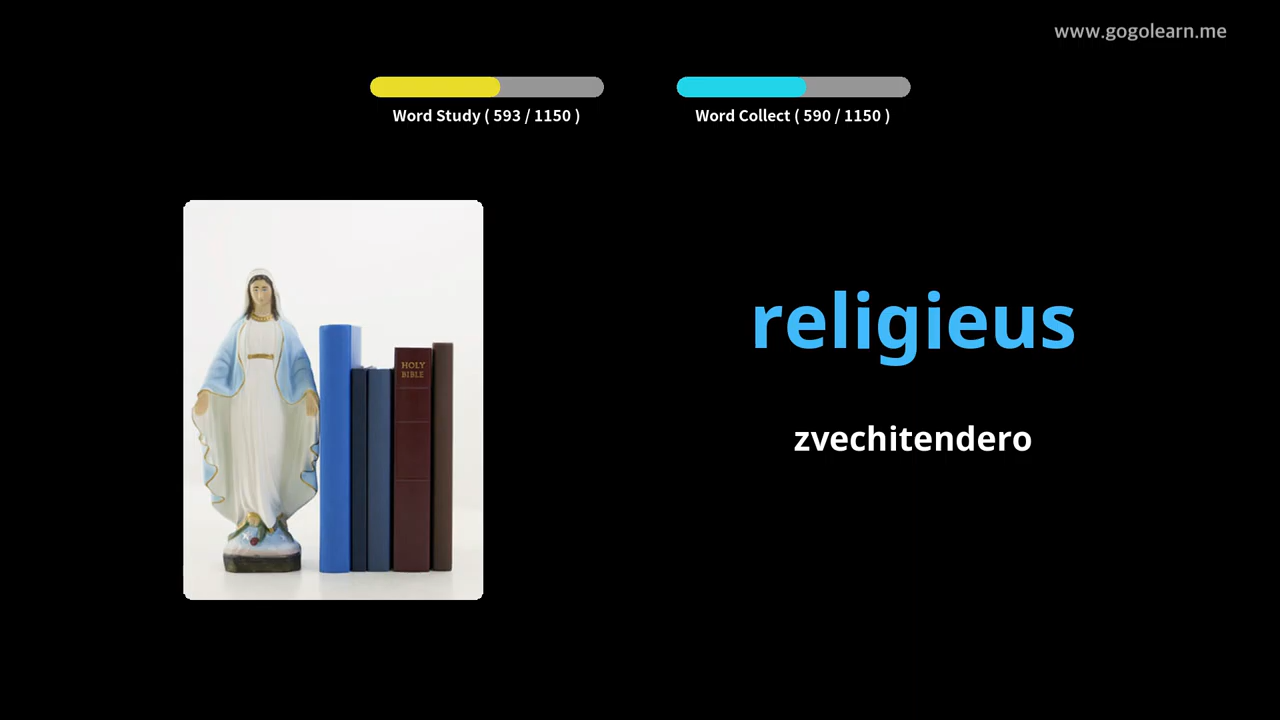 www.gogolearn.me
Word Study ( 593 / 1150 )
Word Collect ( 590 / 1150 )
HOLY
BIBLE
religieus
zvechitendero